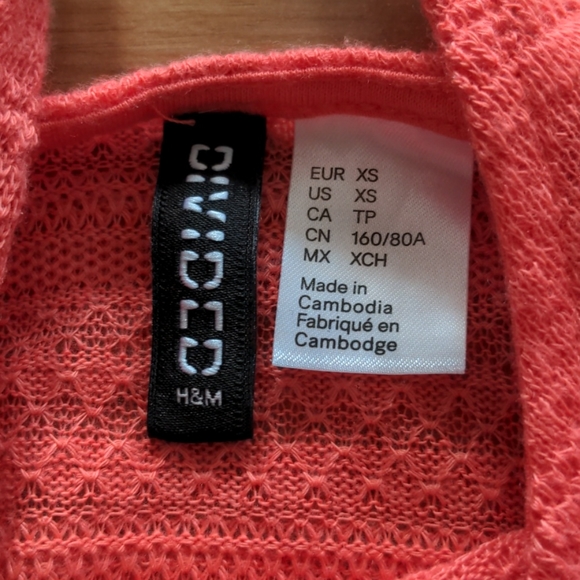 DIVIDED
H&M
EUR XS
US XS
CA TP
CN 160/80A
MX XCH
Made in
Cambodia
Fabriqué en
Cambodge